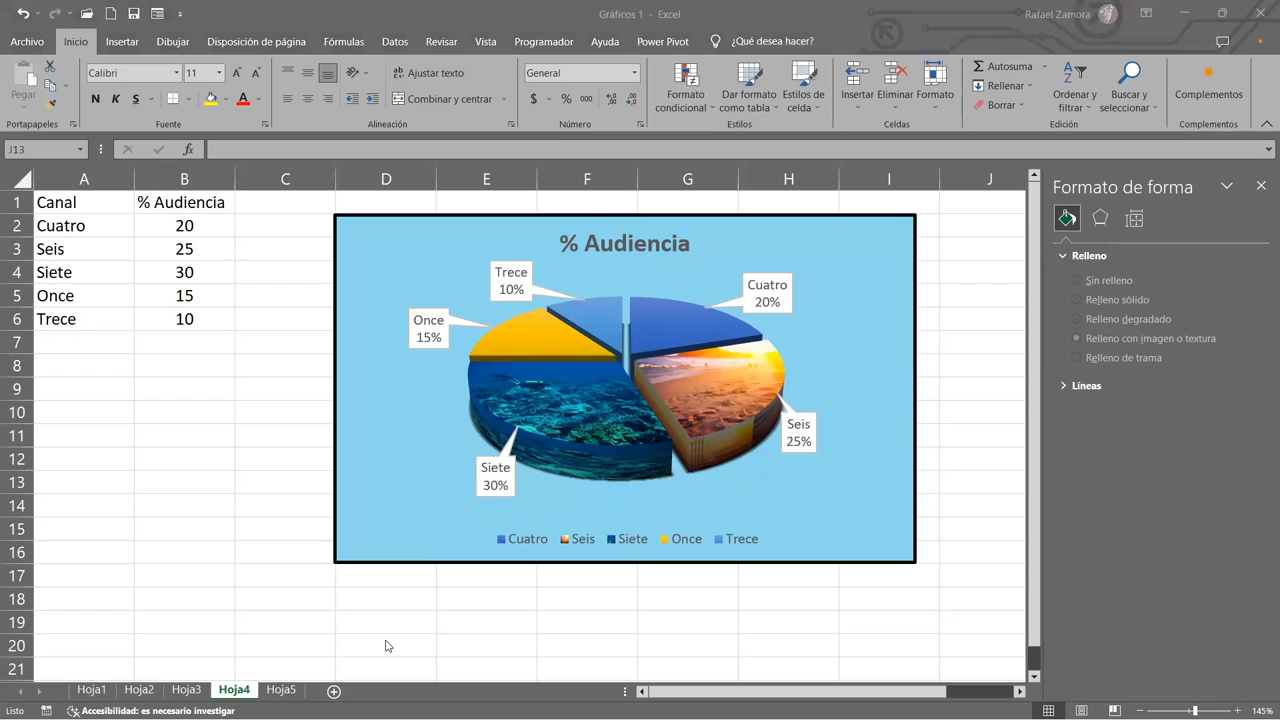 Gráficos 1 - Excel
Rafael Zamora
Archivo Inicio Insertar Dibujar Disposición de página Fórmulas Datos Revisar Vista Programador Ayuda Power Pivot ¿Qué desea hacer?
Pegar
Calibri 11
N K S
Ajustar texto
Combinar y centrar
General
$ % 000
Formato condicional
Dar formato como tabla
Estilos de celda
Insertar Eliminar Formato
Autosuma
Rellenar
Borrar
Ordenar y filtrar
Buscar y seleccionar
Complementos
Portapapeles Fuente Alineación Número Estilos Celdas Edición Complementos
J13 fx
A B C D E F G H I J
1 Canal % Audiencia
2 Cuatro 20
3 Seis 25
4 Siete 30
5 Once 15
6 Trece 10
7
8
9
10
11
12
13
14
15
16
17
18
19
20
21
% Audiencia
Trece
10%
Cuatro
20%
Once
15%
Seis
25%
Siete
30%
Cuatro Seis Siete Once Trece
Formato de forma
Relleno
Sin relleno
Relleno sólido
Relleno degradado
Relleno con imagen o textura
Relleno de trama
Líneas
Hoja1 Hoja2 Hoja3 Hoja4 Hoja5
Listo Accesibilidad: es necesario investigar 145%